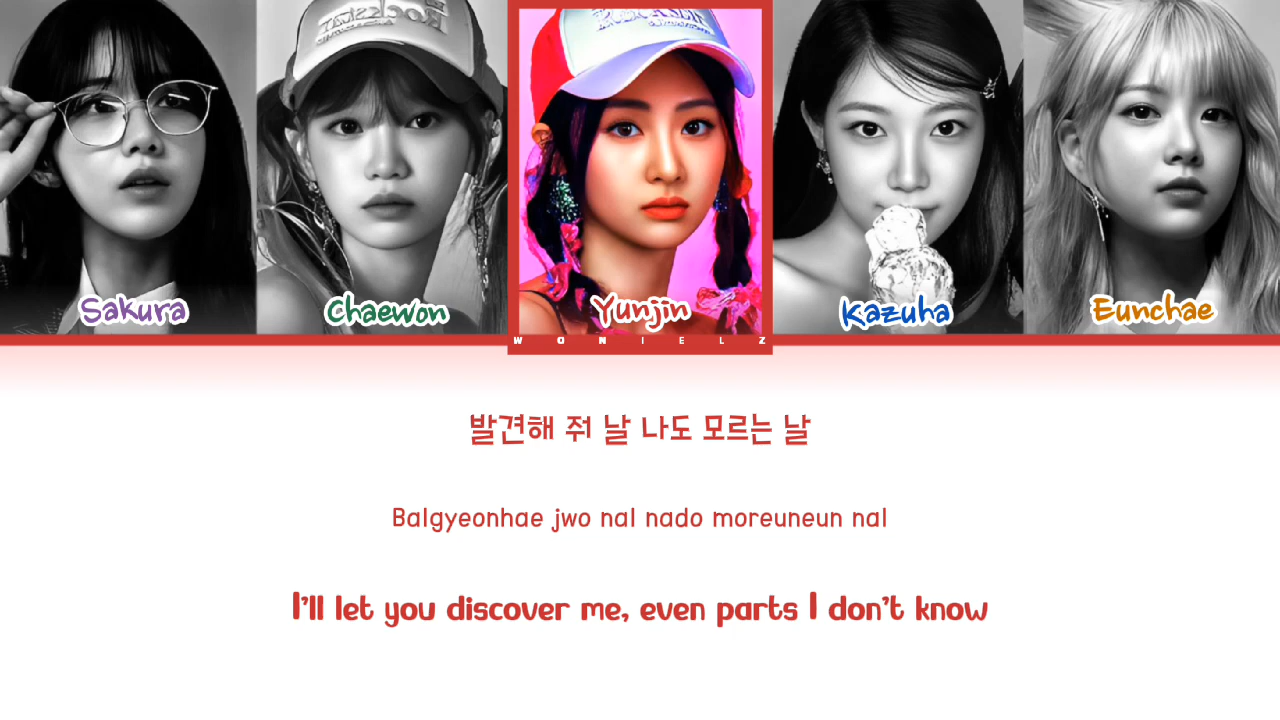 Rockstar
Sakura
Chaewon
Yunjin
Kazuha
Eunchae
W O N I E L Z
발견해 줘 날 나도 모르는 날
Balgyeonhae jwo nal nado moreuneun nal
I'll let you discover me, even parts I don't know